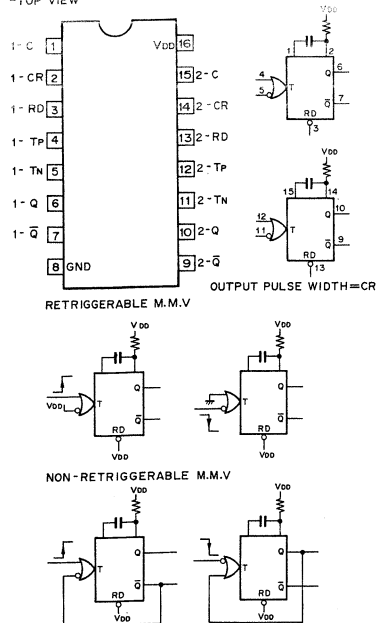 -TOP VIEW
1-C 1
1-CR 2
1-RD 3
1-TP 4
1-TN 5
1-Q 6
1-Q̅ 7
8 GND
VDD 16
15 2-C
14 2-CR
13 2-RD
12 2-TP
11 2-TN
10 2-Q
9 2-Q̅
VDD
1 2
4 T Q 6
5 Q̅ 7
RD
3
VDD
15 14
12 T Q 10
11 Q̅ 9
RD
13
OUTPUT PULSE WIDTH=CR
RETRIGGERABLE M.M.V
VDD VDD
Q Q
VDD T T
Q̅ Q̅
RD RD
VDD VDD
NON-RETRIGGERABLE M.M.V
VDD VDD
Q Q
T T
Q̅ Q̅
RD RD
VDD VDD